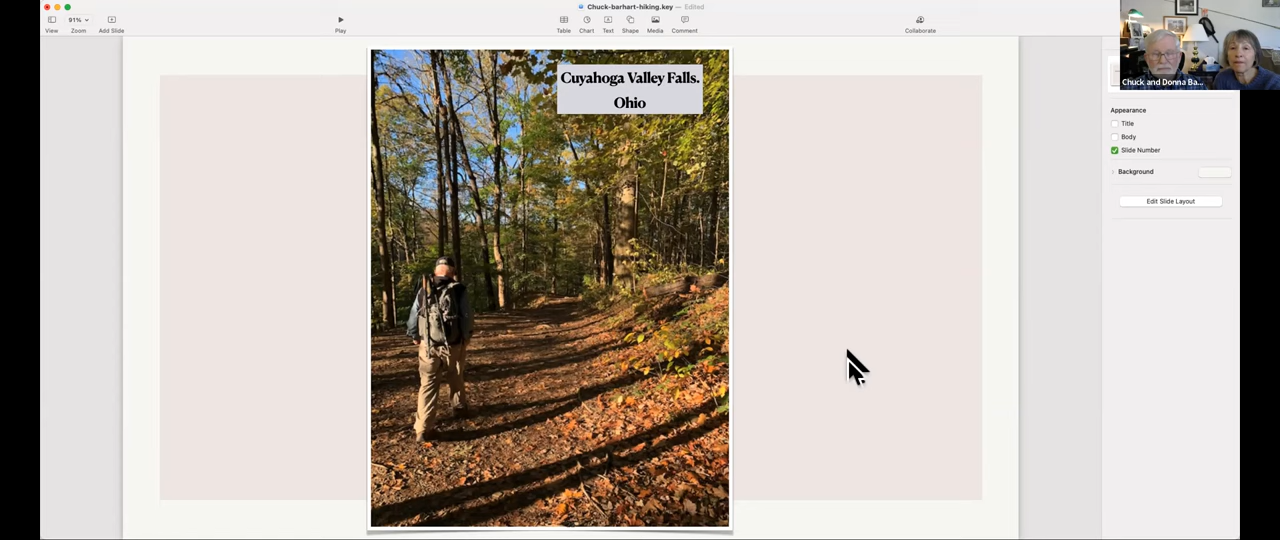 Chuck-barhart-hiking.key — Edited
91%
View
Zoom
Add Slide
Play
Table
Chart
Text
Shape
Media
Comment
Collaborate
Cuyahoga Valley Falls.
Ohio
Chuck and Donna Ba...
Appearance
Title
Body
Slide Number
Background
Edit Slide Layout